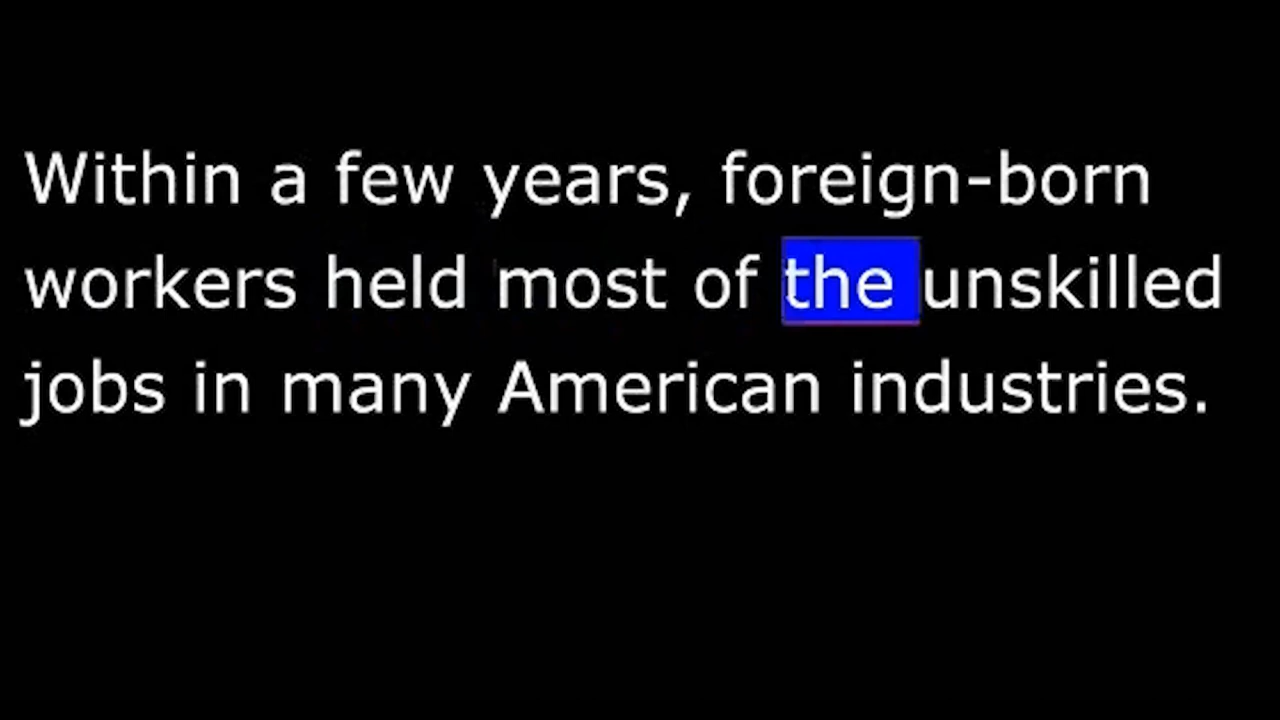 Within a few years, foreign-born
workers held most of the unskilled
jobs in many American industries.